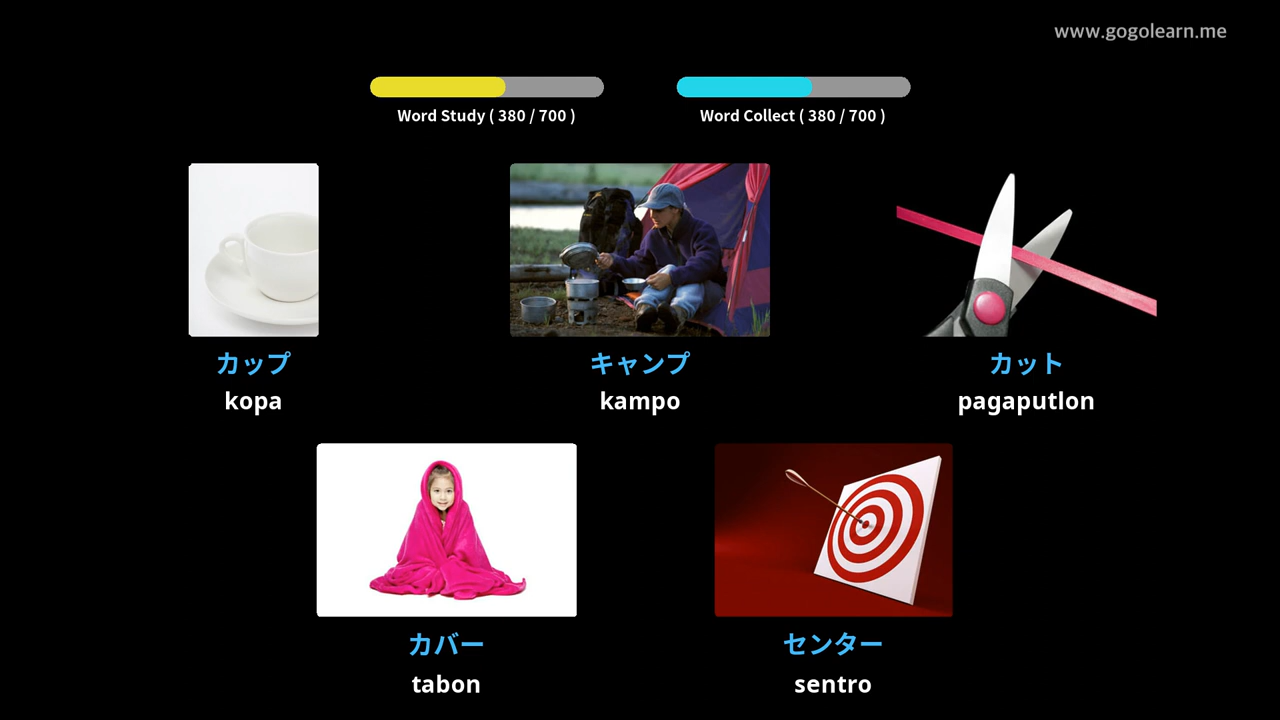 www.gogolearn.me
Word Study ( 380 / 700 )
Word Collect ( 380 / 700 )
カップ
kopa
キャンプ
kampo
カット
pagaputlon
カバー
tabon
センター
sentro